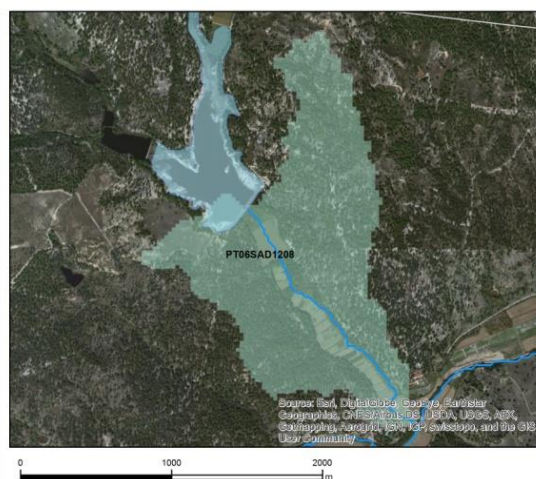 PT06SAD1208
Source: Esri, DigitalGlobe, GeoEye, Earthstar
Geographics, CNES/Airbus DS, USDA, USGS, AEX,
Getmapping, Aerogrid, IGN, IGP, swisstopo, and the GIS
User Community
0 1000 2000
m